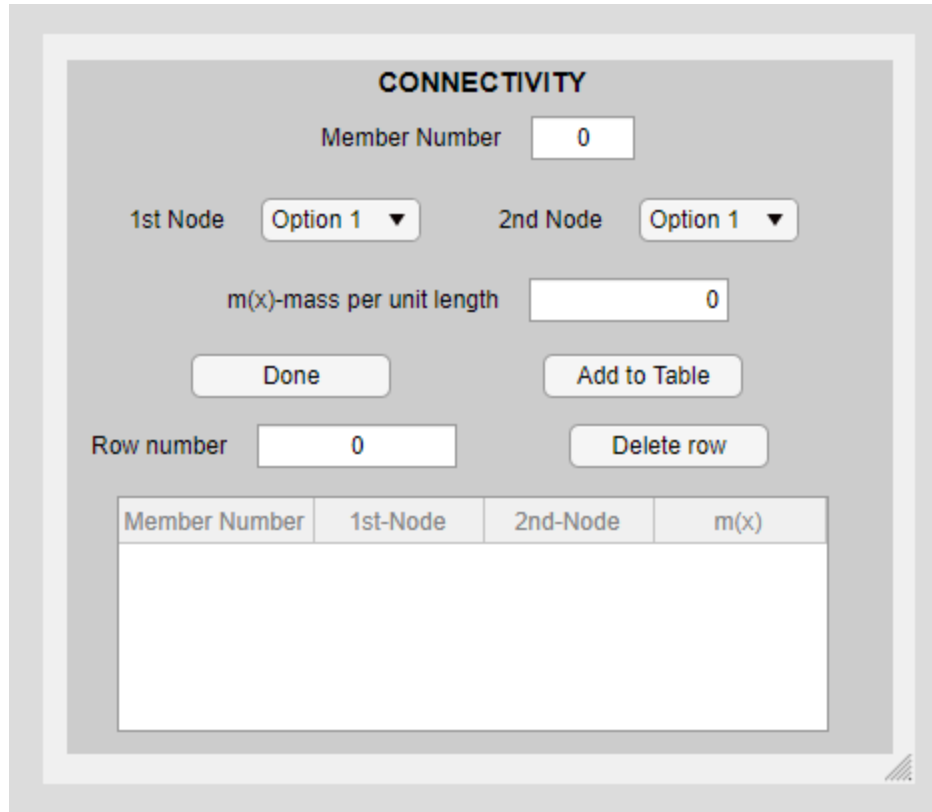 CONNECTIVITY
Member Number 0
1st Node Option 1 2nd Node Option 1
m(x)-mass per unit length 0
Done Add to Table
Row number 0 Delete row
Member Number 1st-Node 2nd-Node m(x)